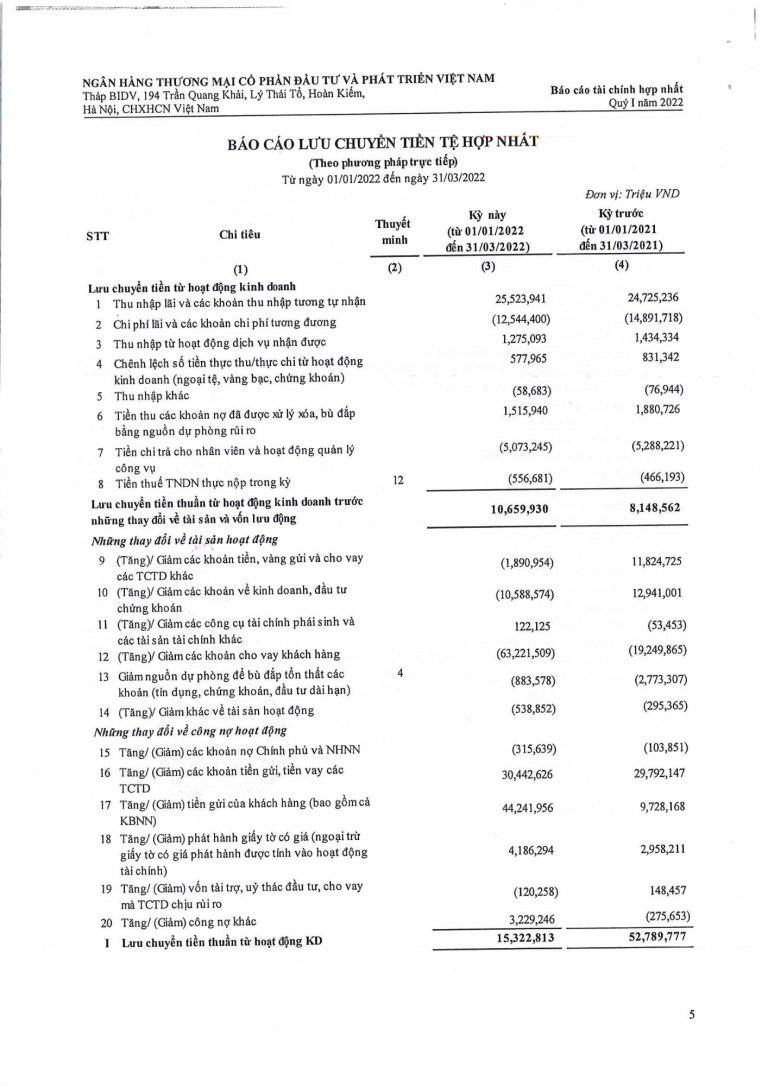 NGÂN HÀNG THƯƠNG MẠI CỔ PHẦN ĐẦU TƯ VÀ PHÁT TRIỂN VIỆT NAM
Tháp BIDV, 194 Trần Quang Khải, Lý Thái Tổ, Hoàn Kiếm,
Hà Nội, CHXHCN Việt Nam
Báo cáo tài chính hợp nhất
Quý I năm 2022
BÁO CÁO LƯU CHUYỂN TIỀN TỆ HỢP NHẤT
(Theo phương pháp trực tiếp)
Từ ngày 01/01/2022 đến ngày 31/03/2022
Đơn vị: Triệu VND
STT Chỉ tiêu Thuyết minh Kỳ này (từ 01/01/2022 đến 31/03/2022) Kỳ trước (từ 01/01/2021 đến 31/03/2021)
(1) (2) (3) (4)
Lưu chuyển tiền từ hoạt động kinh doanh
1 Thu nhập lãi và các khoản thu nhập tương tự nhận 25,523,941 24,725,236
2 Chi phí lãi và các khoản chi phí tương đương (12,544,400) (14,891,718)
3 Thu nhập từ hoạt động dịch vụ nhận được 1,275,093 1,434,334
4 Chênh lệch số tiền thực thu/thực chi từ hoạt động 577,965 831,342
kinh doanh (ngoại tệ, vàng bạc, chứng khoán)
5 Thu nhập khác (58,683) (76,944)
6 Tiền thu các khoản nợ đã được xử lý xóa, bù đắp 1,515,940 1,880,726
bằng nguồn dự phòng rủi ro
7 Tiền chi trả cho nhân viên và hoạt động quản lý (5,073,245) (5,288,221)
công vụ
8 Tiền thuế TNDN thực nộp trong kỳ 12 (556,681) (466,193)
Lưu chuyển tiền thuần từ hoạt động kinh doanh trước
những thay đổi về tài sản và vốn lưu động 10,659,930 8,148,562
Những thay đổi về tài sản hoạt động
9 (Tăng)/ Giảm các khoản tiền, vàng gửi và cho vay (1,890,954) 11,824,725
các TCTD khác
10 (Tăng)/ Giảm các khoản về kinh doanh, đầu tư (10,588,574) 12,941,001
chứng khoán
11 (Tăng)/ Giảm các công cụ tài chính phái sinh và 122,125 (53,453)
các tài sản tài chính khác
12 (Tăng)/ Giảm các khoản cho vay khách hàng (63,221,509) (19,249,865)
13 Giảm nguồn dự phòng để bù đắp tổn thất các 4 (883,578) (2,773,307)
khoản (tín dụng, chứng khoán, đầu tư dài hạn)
14 (Tăng)/ Giảm khác về tài sản hoạt động (538,852) (295,365)
Những thay đổi về công nợ hoạt động
15 Tăng/ (Giảm) các khoản nợ Chính phủ và NHNN (315,639) (103,851)
16 Tăng/ (Giảm) các khoản tiền gửi, tiền vay các 30,442,626 29,792,147
TCTD
17 Tăng/ (Giảm) tiền gửi của khách hàng (bao gồm cả 44,241,956 9,728,168
KBNN)
18 Tăng/ (Giảm) phát hành giấy tờ có giá (ngoại trừ
giấy tờ có giá phát hành được tính vào hoạt động 4,186,294 2,958,211
tài chính)
19 Tăng/ (Giảm) vốn tài trợ, uỷ thác đầu tư, cho vay (120,258) 148,457
mà TCTD chịu rủi ro
20 Tăng/ (Giảm) công nợ khác 3,229,246 (275,653)
I Lưu chuyển tiền thuần từ hoạt động KD 15,322,813 52,789,777
5